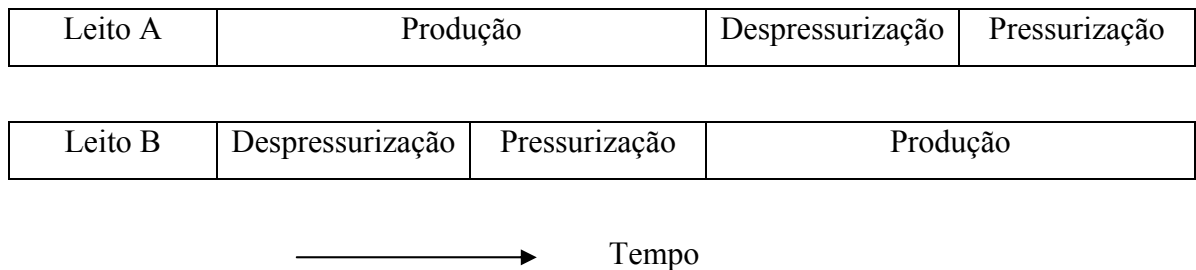 Leito A Produção Despressurização Pressurização
Leito B Despressurização Pressurização Produção
Tempo